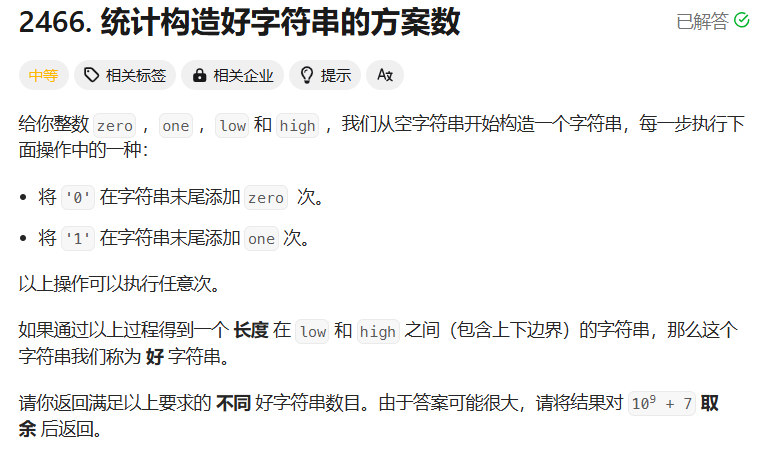 2466. 统计构造好字符串的方案数
已解答
中等 相关标签 相关企业 提示
给你整数 zero ，one ，low 和 high ，我们从空字符串开始构造一个字符串，每一步执行下
面操作中的一种：
• 将 '0' 在字符串末尾添加 zero 次。
• 将 '1' 在字符串末尾添加 one 次。
以上操作可以执行任意次。
如果通过以上过程得到一个 长度 在 low 和 high 之间（包含上下边界）的字符串，那么这个
字符串我们称为 好 字符串。
请你返回满足以上要求的 不同 好字符串数目。由于答案可能很大，请将结果对 10⁹ + 7 取
余 后返回。